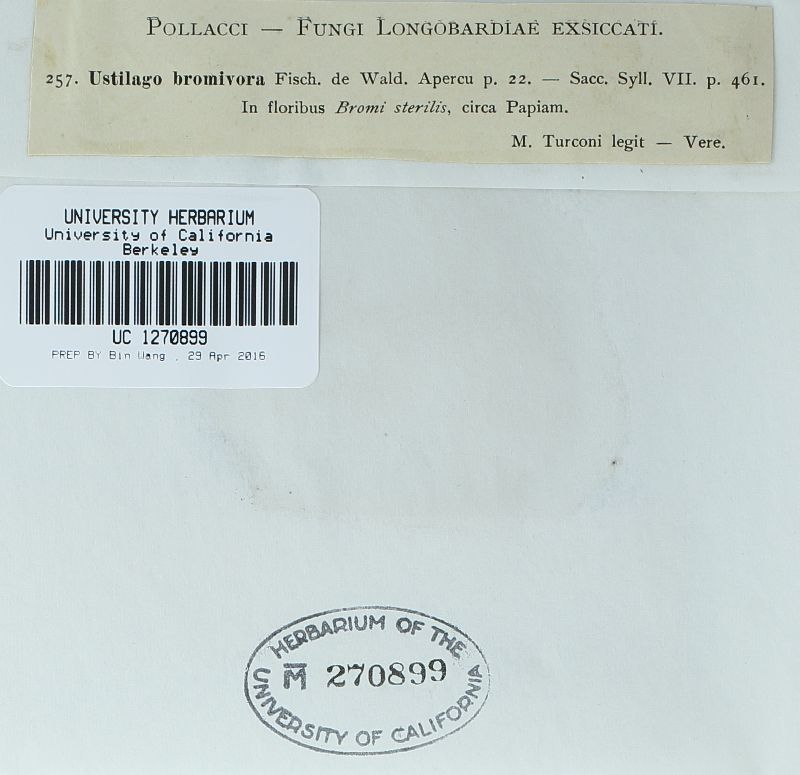 POLLACCI — FUNGI LONGOBARDIAE EXSICCATI.
257. Ustilago bromivora Fisch. de Wald. Apercu p. 22. — Sacc. Syll. VII. p. 461.
In floribus Bromi sterilis, circa Papiam.
M. Turconi legit — Vere.
UNIVERSITY HERBARIUM
University of California
Berkeley
UC 1270899
PREP BY Bin Wang . 29 Apr 2016
HERBARIUM OF THE
M 270899
UNIVERSITY OF CALIFORNIA